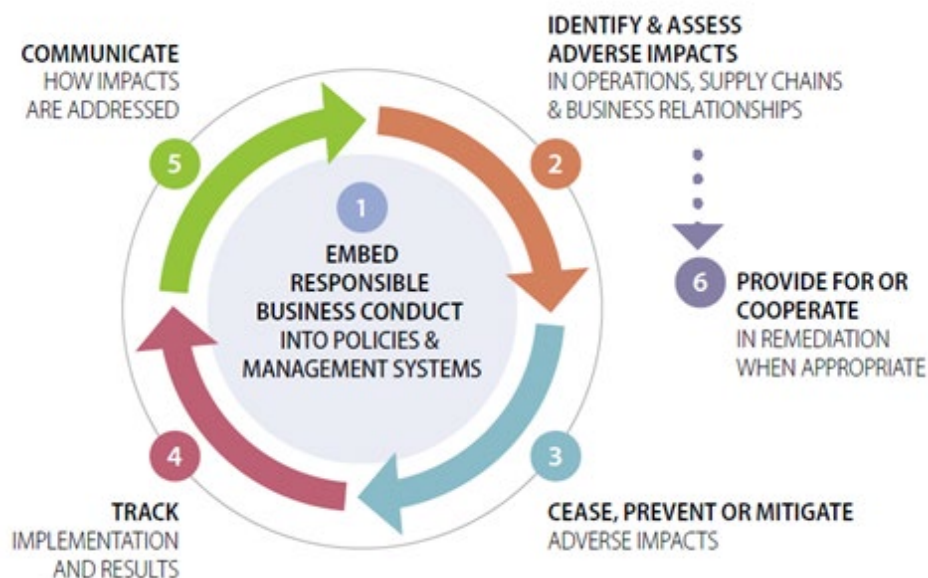 1
EMBED
RESPONSIBLE
BUSINESS CONDUCT
INTO POLICIES &
MANAGEMENT SYSTEMS
2
IDENTIFY & ASSESS
ADVERSE IMPACTS
IN OPERATIONS, SUPPLY CHAINS
& BUSINESS RELATIONSHIPS
3
CEASE, PREVENT OR MITIGATE
ADVERSE IMPACTS
4
TRACK
IMPLEMENTATION
AND RESULTS
5
COMMUNICATE
HOW IMPACTS
ARE ADDRESSED
6
PROVIDE FOR OR
COOPERATE
IN REMEDIATION
WHEN APPROPRIATE